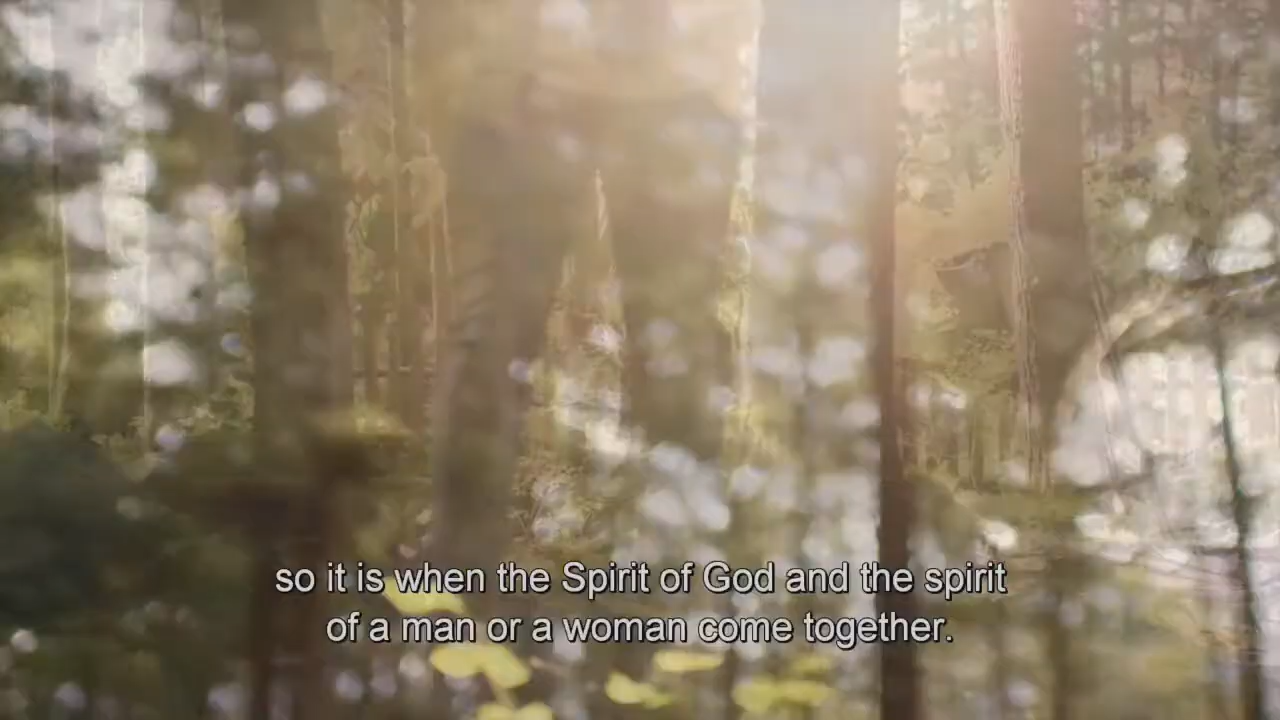 so it is when the Spirit of God and the spirit
of a man or a woman come together.